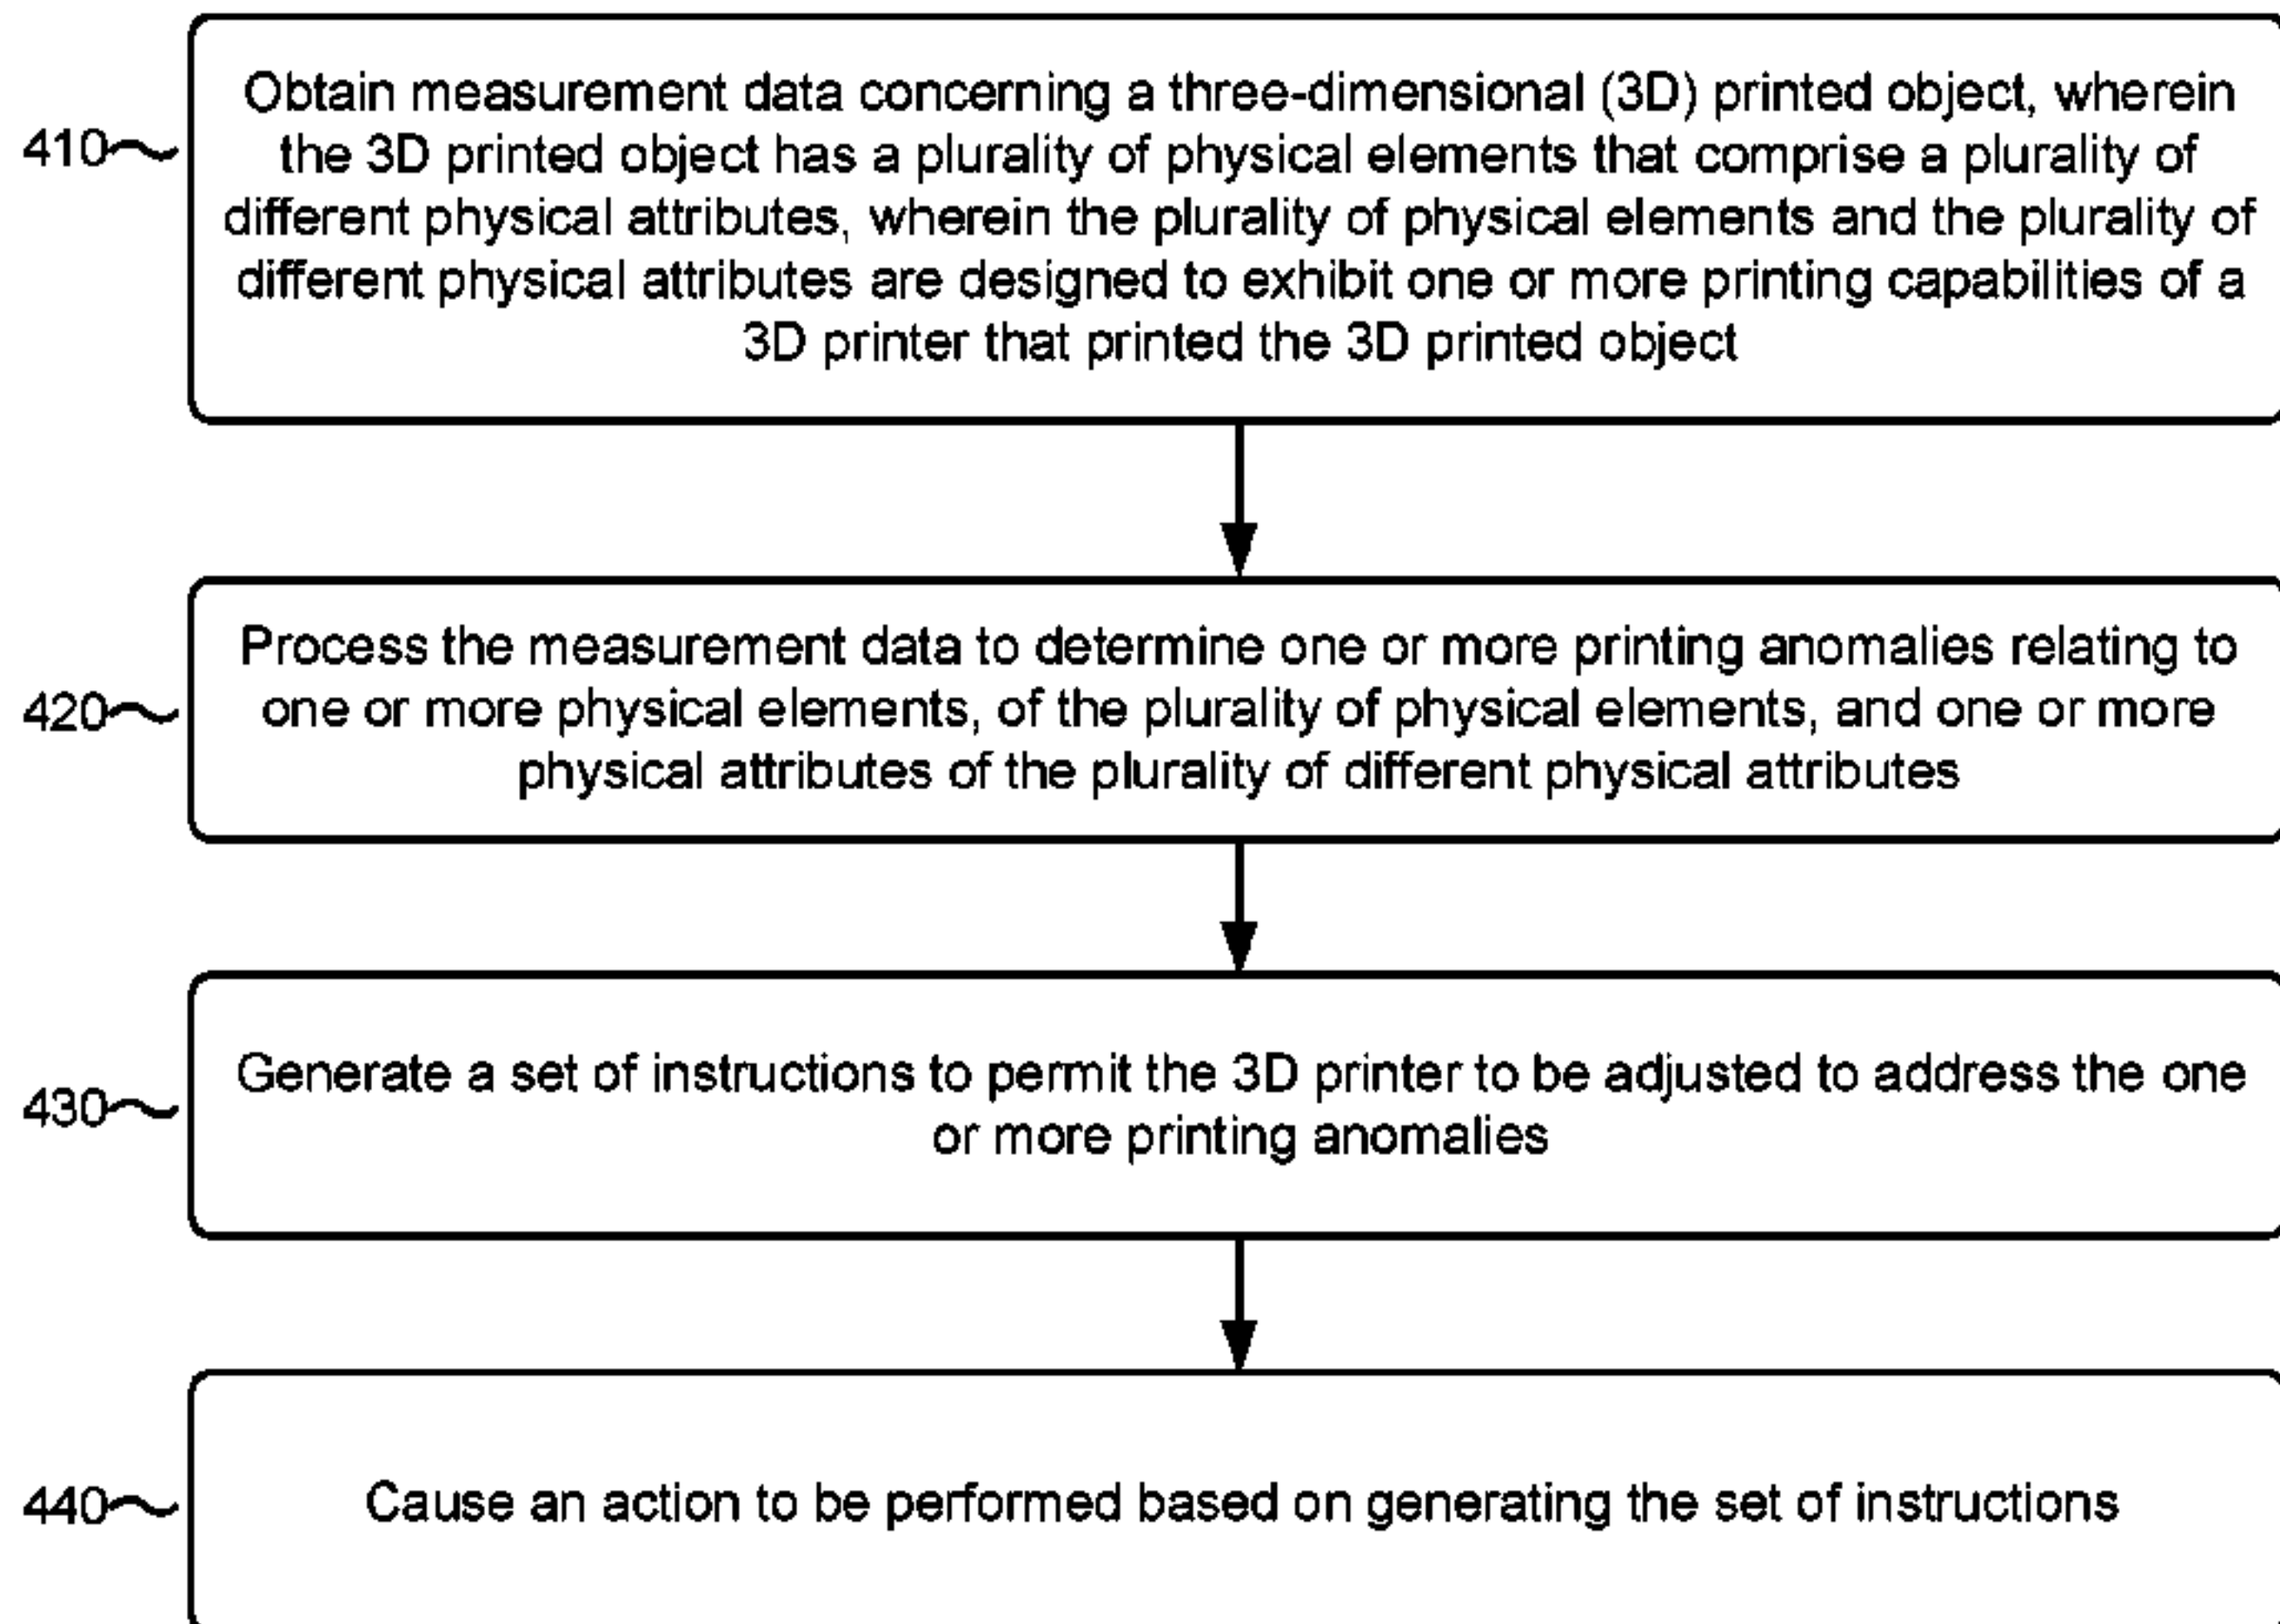 410
Obtain measurement data concerning a three-dimensional (3D) printed object, wherein
the 3D printed object has a plurality of physical elements that comprise a plurality of
different physical attributes, wherein the plurality of physical elements and the plurality of
different physical attributes are designed to exhibit one or more printing capabilities of a
3D printer that printed the 3D printed object
420
Process the measurement data to determine one or more printing anomalies relating to
one or more physical elements, of the plurality of physical elements, and one or more
physical attributes of the plurality of different physical attributes
430
Generate a set of instructions to permit the 3D printer to be adjusted to address the one
or more printing anomalies
440
Cause an action to be performed based on generating the set of instructions